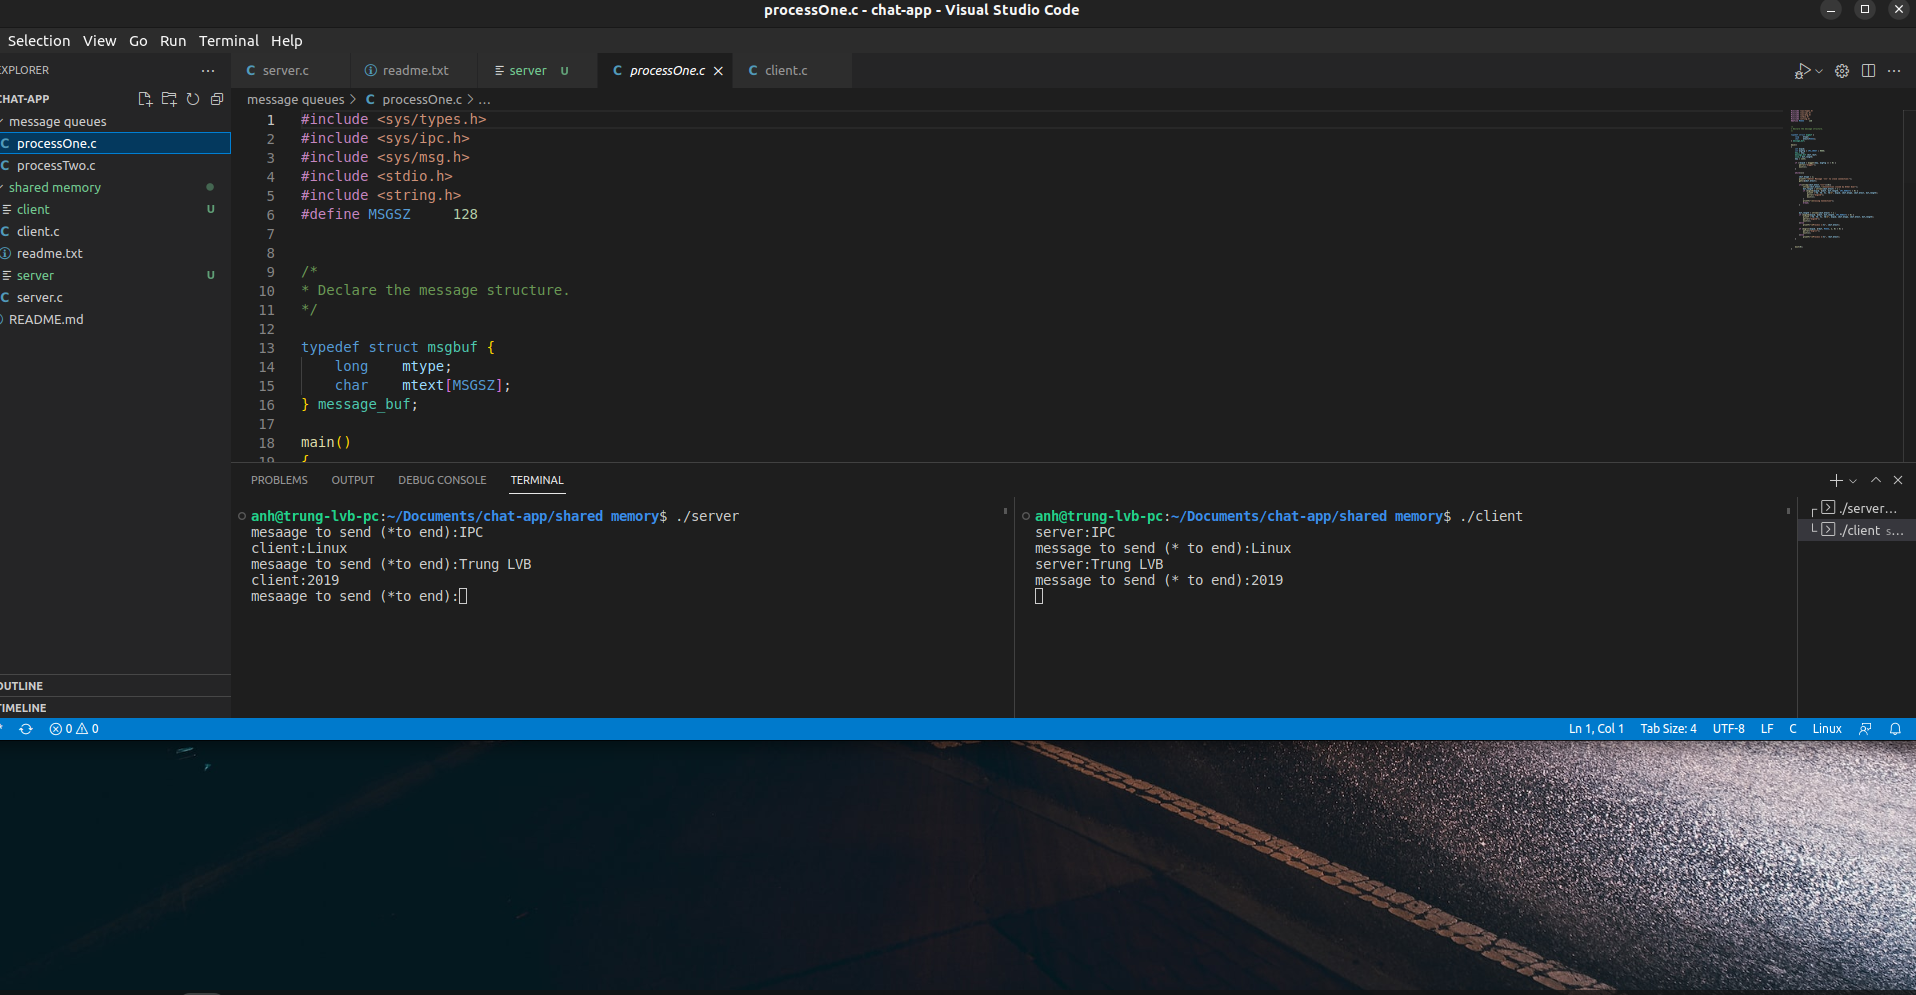 processOne.c - chat-app - Visual Studio Code
Selection View Go Run Terminal Help
EXPLORER
CHAT-APP
message queues
processOne.c
processTwo.c
shared memory
client U
client.c
readme.txt
server U
server.c
README.md
OUTLINE
TIMELINE
server.c readme.txt server U processOne.c client.c
message queues > processOne.c > ...
1 #include <sys/types.h>
2 #include <sys/ipc.h>
3 #include <sys/msg.h>
4 #include <stdio.h>
5 #include <string.h>
6 #define MSGSZ     128
7
8
9 /*
10 * Declare the message structure.
11 */
12
13 typedef struct msgbuf {
14     long    mtype;
15     char    mtext[MSGSZ];
16 } message_buf;
17
18 main()
19 {
PROBLEMS OUTPUT DEBUG CONSOLE TERMINAL
anh@trung-lvb-pc:~/Documents/chat-app/shared memory$ ./server
mesaage to send (*to end):IPC
client:Linux
mesaage to send (*to end):Trung LVB
client:2019
mesaage to send (*to end):
anh@trung-lvb-pc:~/Documents/chat-app/shared memory$ ./client
server:IPC
message to send (* to end):Linux
server:Trung LVB
message to send (* to end):2019
./server...
./client s...
0 0 Ln 1, Col 1 Tab Size: 4 UTF-8 LF C Linux